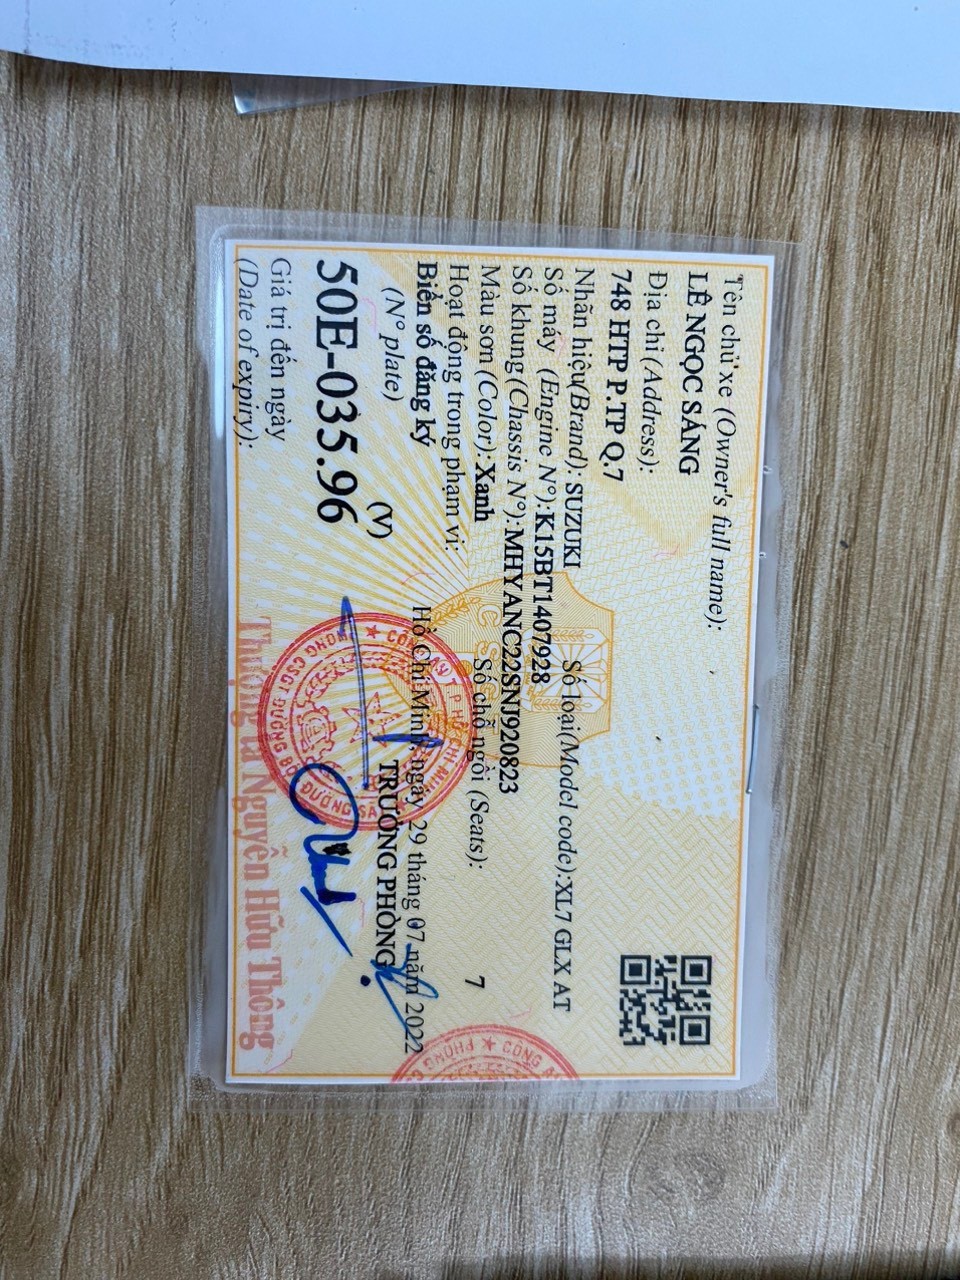 Tên chủ xe (Owner's full name):
LÊ NGỌC SÁNG
Địa chỉ (Address):
748 HTP P.TP Q.7
Nhãn hiệu(Brand): SUZUKI Số loại(Model code):XL7 GLX AT
Số máy (Engine N°):K15BT1407928
Số khung (Chassis N°):MHYANC22SNJ920823
Màu sơn (Color): Xanh Số chỗ ngồi (Seats): 7
Hoạt động trong phạm vi:
Biển số đăng ký Hồ Chí Minh, ngày 29 tháng 07 năm 2022
(N° plate) (V) TRƯỞNG PHÒNG
50E-035.96
Giá trị đến ngày
(Date of expiry):
Thượng tá Nguyễn Hữu Thông